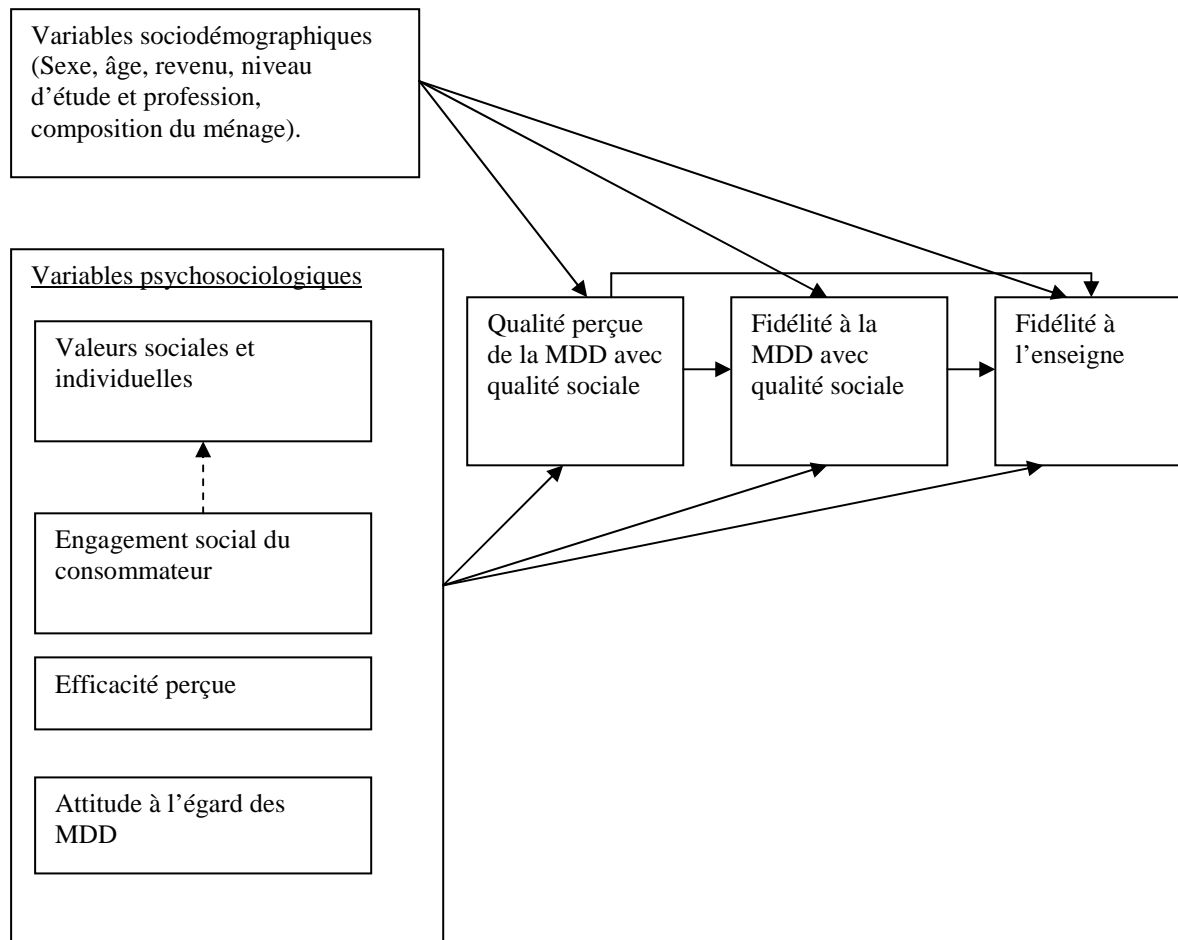 Variables sociodémographiques
(Sexe, âge, revenu, niveau
d’étude et profession,
composition du ménage).
Variables psychosociologiques
Valeurs sociales et
individuelles
Engagement social du
consommateur
Efficacité perçue
Attitude à l’égard des
MDD
Qualité perçue
de la MDD avec
qualité sociale
Fidélité à la
MDD avec
qualité sociale
Fidélité à
l’enseigne